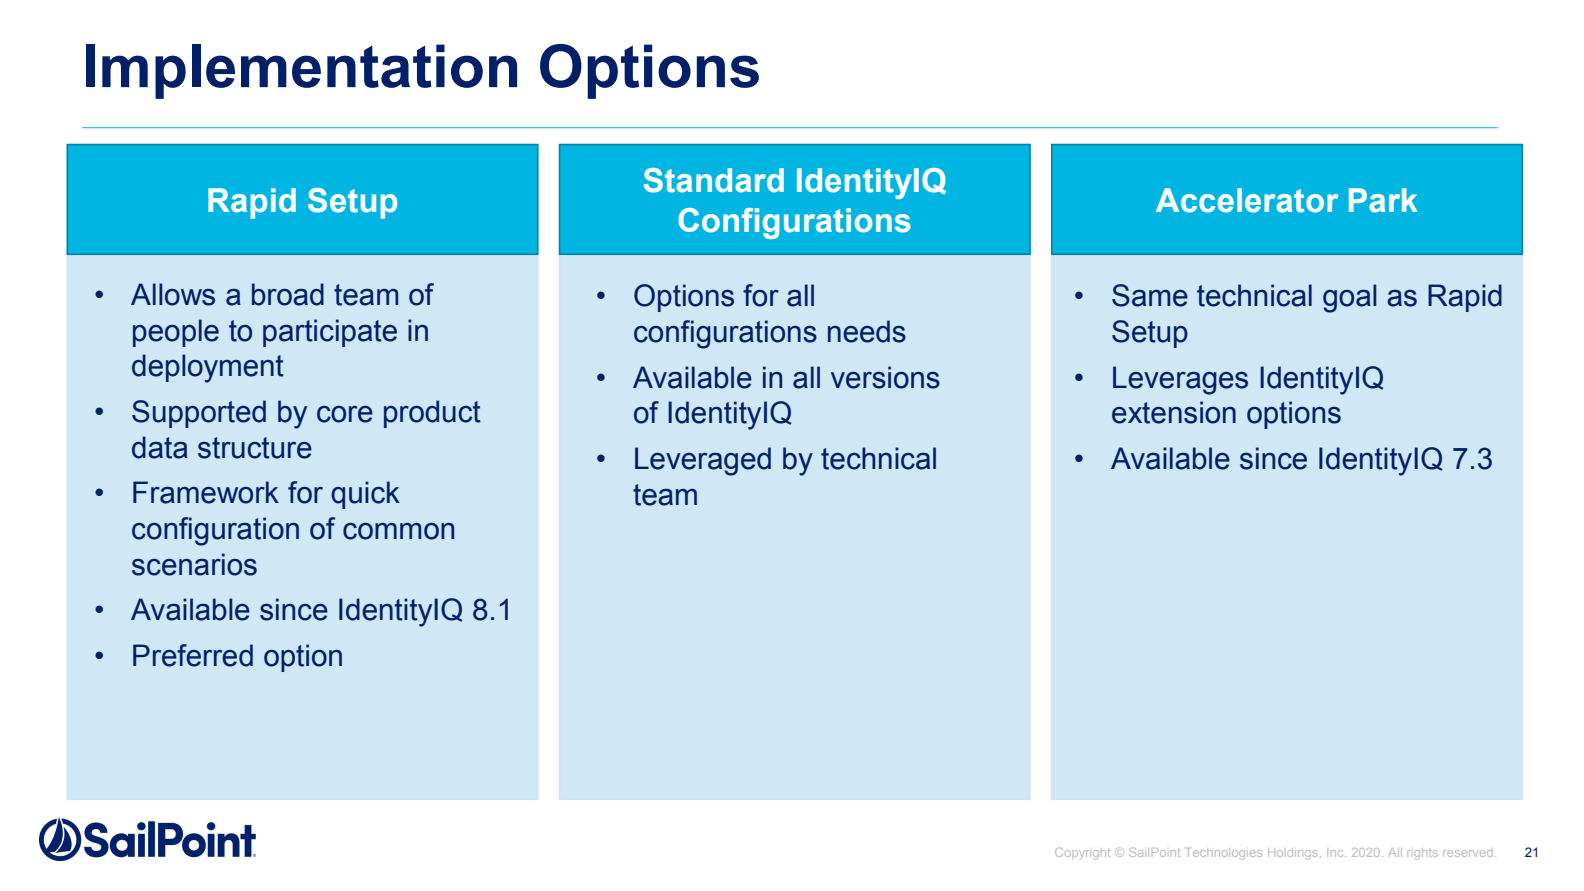 Implementation Options
Rapid Setup
• Allows a broad team of
people to participate in
deployment
• Supported by core product
data structure
• Framework for quick
configuration of common
scenarios
• Available since IdentityIQ 8.1
• Preferred option
Standard IdentityIQ
Configurations
• Options for all
configurations needs
• Available in all versions
of IdentityIQ
• Leveraged by technical
team
Accelerator Park
• Same technical goal as Rapid
Setup
• Leverages IdentityIQ
extension options
• Available since IdentityIQ 7.3
SailPoint
Copyright © SailPoint Technologies Holdings, Inc. 2020. All rights reserved.
21